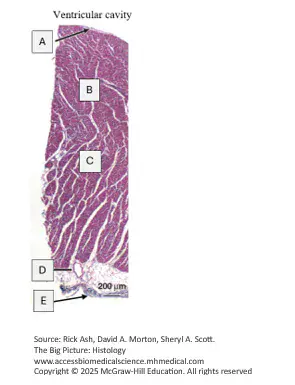 Ventricular cavity
A
B
C
D
200 µm
E
Source: Rick Ash, David A. Morton, Sheryl A. Scott.
The Big Picture: Histology
www.accessbiomedicalscience.mhmedical.com
Copyright © 2025 McGraw-Hill Education. All rights reserved